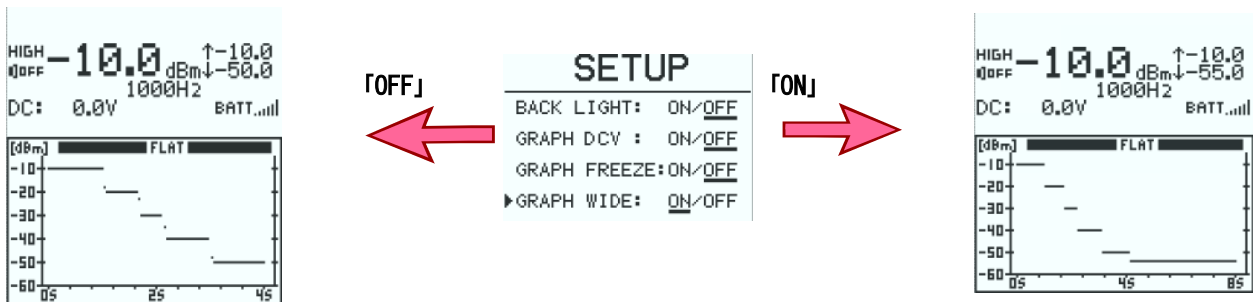 HIGH -10.0 dBm ↑-10.0
OFF ↓-50.0
1000Hz
DC: 0.0V BATT.
[dBm] FLAT
-10
-20
-30
-40
-50
-60
0S 2S 4S
「OFF」
SETUP
BACK LIGHT: ON/OFF
GRAPH DCV : ON/OFF
GRAPH FREEZE:ON/OFF
▶GRAPH WIDE: ON/OFF
「ON」
HIGH -10.0 dBm ↑-10.0
OFF ↓-55.0
1000Hz
DC: 0.0V BATT.
[dBm] FLAT
-10
-20
-30
-40
-50
-60
0S 4S 8S